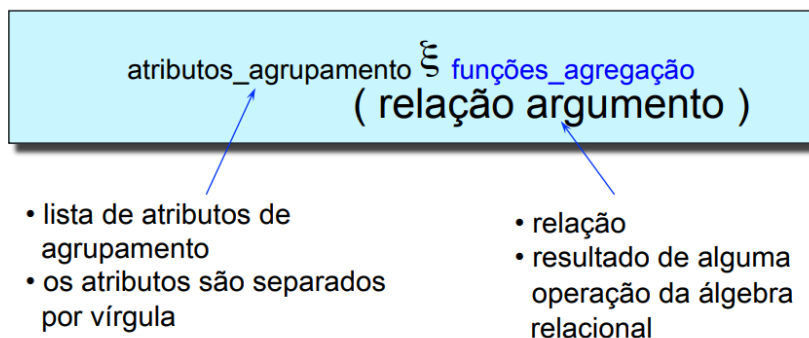 atributos_agrupamento ξ funções_agregação
( relação argumento )
• lista de atributos de
agrupamento
• os atributos são separados
por vírgula
• relação
• resultado de alguma
operação da álgebra
relacional